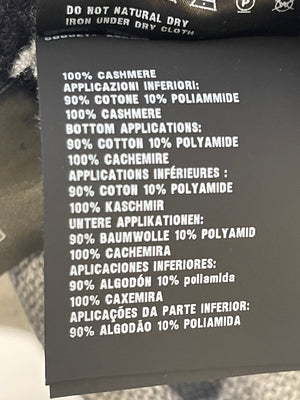 DO NOT NATURAL DRY
IRON UNDER DRY CLOTH
100% CASHMERE
APPLICAZIONI INFERIORI:
90% COTONE 10% POLIAMMIDE
100% CASHMERE
BOTTOM APPLICATIONS:
90% COTTON 10% POLYAMIDE
100% CACHEMIRE
APPLICATIONS INFÉRIEURES :
90% COTON 10% POLYAMIDE
100% KASCHMIR
UNTERE APPLIKATIONEN:
90% BAUMWOLLE 10% POLYAMID
100% CACHEMIRA
APLICACIONES INFERIORES:
90% ALGODÓN 10% poliamida
100% CAXEMIRA
APLICAÇÕES DA PARTE INFERIOR:
90% ALGODÃO 10% POLIAMIDA